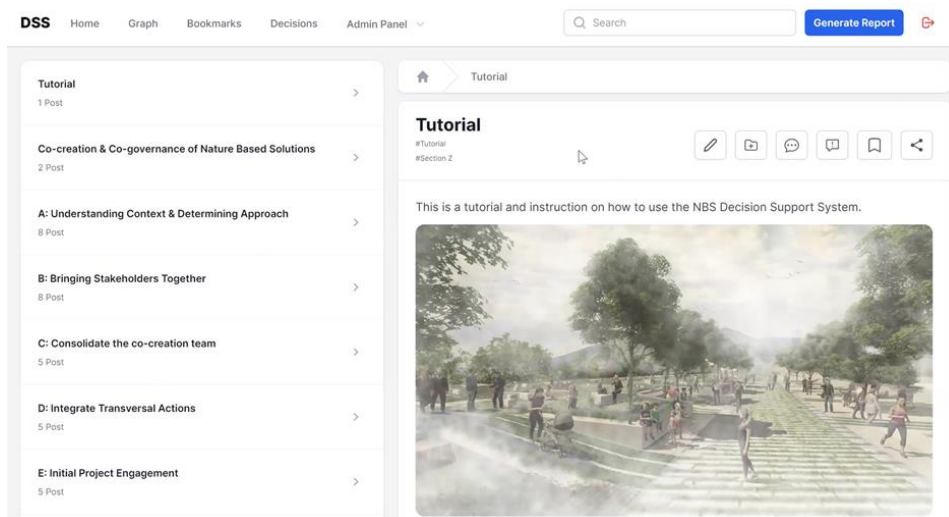 DSS Home Graph Bookmarks Decisions Admin Panel Search Generate Report
Tutorial
1 Post
Co-creation & Co-governance of Nature Based Solutions
2 Post
A: Understanding Context & Determining Approach
8 Post
B: Bringing Stakeholders Together
8 Post
C: Consolidate the co-creation team
5 Post
D: Integrate Transversal Actions
5 Post
E: Initial Project Engagement
5 Post
Tutorial
Tutorial
#Tutorial
#Section Z
This is a tutorial and instruction on how to use the NBS Decision Support System.